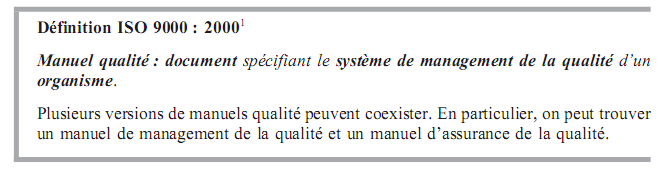 Définition ISO 9000 : 2000¹
Manuel qualité : document spécifiant le système de management de la qualité d’un
organisme.
Plusieurs versions de manuels qualité peuvent coexister. En particulier, on peut trouver
un manuel de management de la qualité et un manuel d’assurance de la qualité.